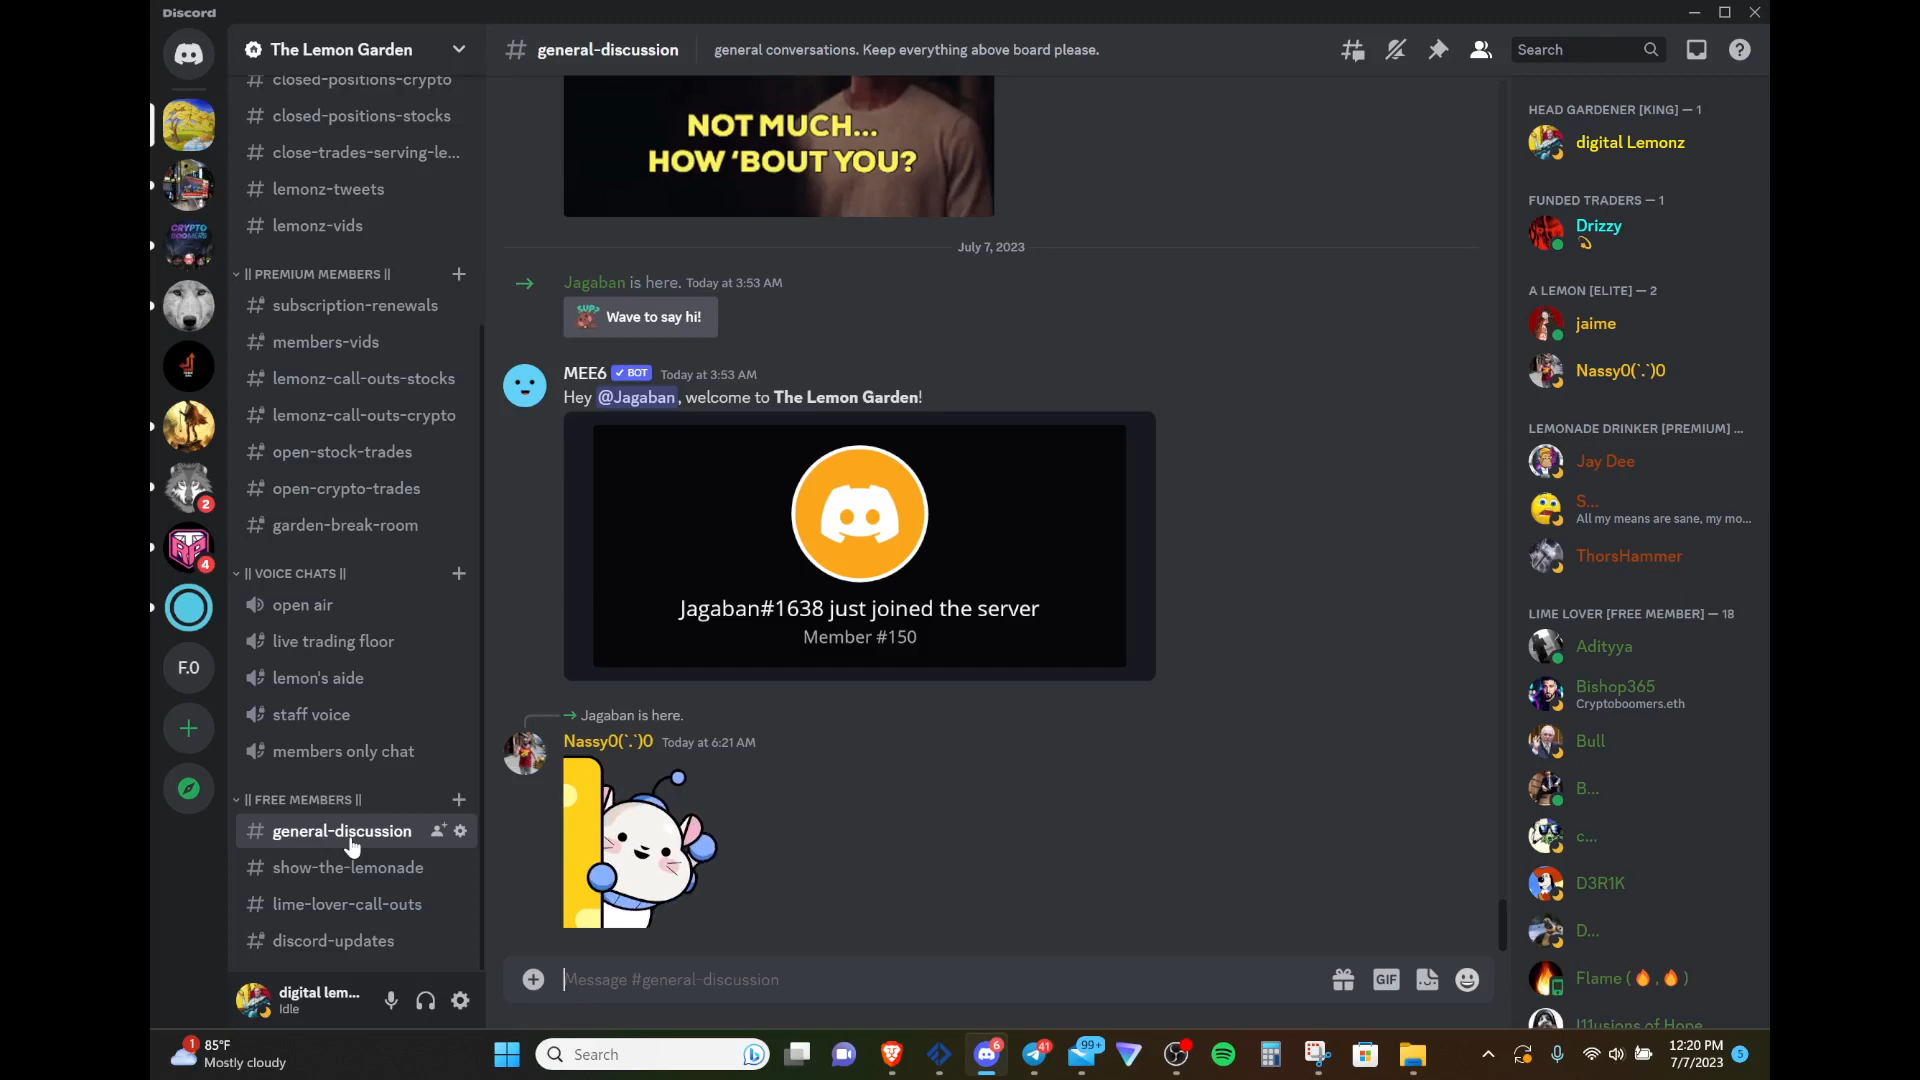 Discord
The Lemon Garden
closed-positions-crypto
closed-positions-stocks
close-trades-serving-le...
lemonz-tweets
lemonz-vids
|| PREMIUM MEMBERS ||
subscription-renewals
members-vids
lemonz-call-outs-stocks
lemonz-call-outs-crypto
open-stock-trades
open-crypto-trades
garden-break-room
|| VOICE CHATS ||
open air
live trading floor
lemon's aide
staff voice
members only chat
|| FREE MEMBERS ||
general-discussion
show-the-lemonade
lime-lover-call-outs
discord-updates
CRYPTO
BOOMERS
2
RP
4
F.O
digital lem...
Idle
general-discussion
general conversations. Keep everything above board please.
Search
NOT MUCH...
HOW 'BOUT YOU?
July 7, 2023
Jagaban is here. Today at 3:53 AM
SUP?
Wave to say hi!
MEE6 ✓ BOT Today at 3:53 AM
Hey @Jagaban, welcome to The Lemon Garden!
Jagaban#1638 just joined the server
Member #150
Jagaban is here.
Nassy0(`.`)0 Today at 6:21 AM
Message #general-discussion
GIF
HEAD GARDENER [KING] — 1
digital Lemonz
FUNDED TRADERS — 1
Drizzy
A LEMON [ELITE] — 2
jaime
Nassy0(`.`)0
LEMONADE DRINKER [PREMIUM] ...
Jay Dee
S...
All my means are sane, my mo...
ThorsHammer
LIME LOVER [FREE MEMBER] — 18
Adityya
Bishop365
Cryptoboomers.eth
Bull
B...
c...
D3R1K
D...
Flame (🔥,🔥)
I11usions of Hope
1
85°F
Mostly cloudy
Search
6
41
99+
12:20 PM
7/7/2023
5